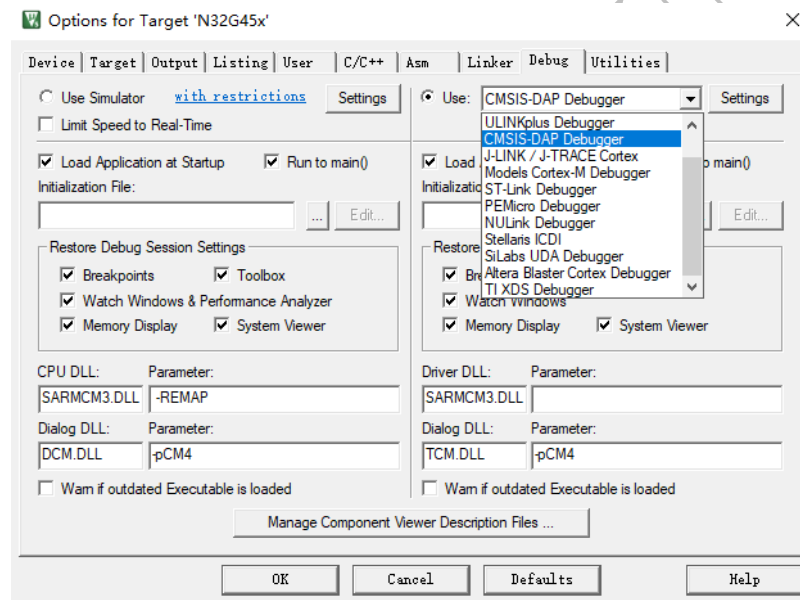 Options for Target 'N32G45x'
Device Target Output Listing User C/C++ Asm Linker Debug Utilities
Use Simulator with restrictions Settings
Limit Speed to Real-Time
Load Application at Startup Run to main()
Initialization File:
... Edit...
Restore Debug Session Settings
Breakpoints Toolbox
Watch Windows & Performance Analyzer
Memory Display System Viewer
CPU DLL: Parameter:
SARMCM3.DLL -REMAP
Dialog DLL: Parameter:
DCM.DLL -pCM4
Warn if outdated Executable is loaded
Use: CMSIS-DAP Debugger Settings
ULINKplus Debugger
CMSIS-DAP Debugger
J-LINK / J-TRACE Cortex
Models Cortex-M Debugger
ST-Link Debugger
PEMicro Debugger
NULink Debugger
Stellaris ICDI
SiLabs UDA Debugger
Altera Blaster Cortex Debugger
TI XDS Debugger
Load main()
Edit...
Restore
Watch Windows
Memory Display System Viewer
Driver DLL: Parameter:
SARMCM3.DLL
Dialog DLL: Parameter:
TCM.DLL -pCM4
Warn if outdated Executable is loaded
Manage Component Viewer Description Files ...
OK Cancel Defaults Help